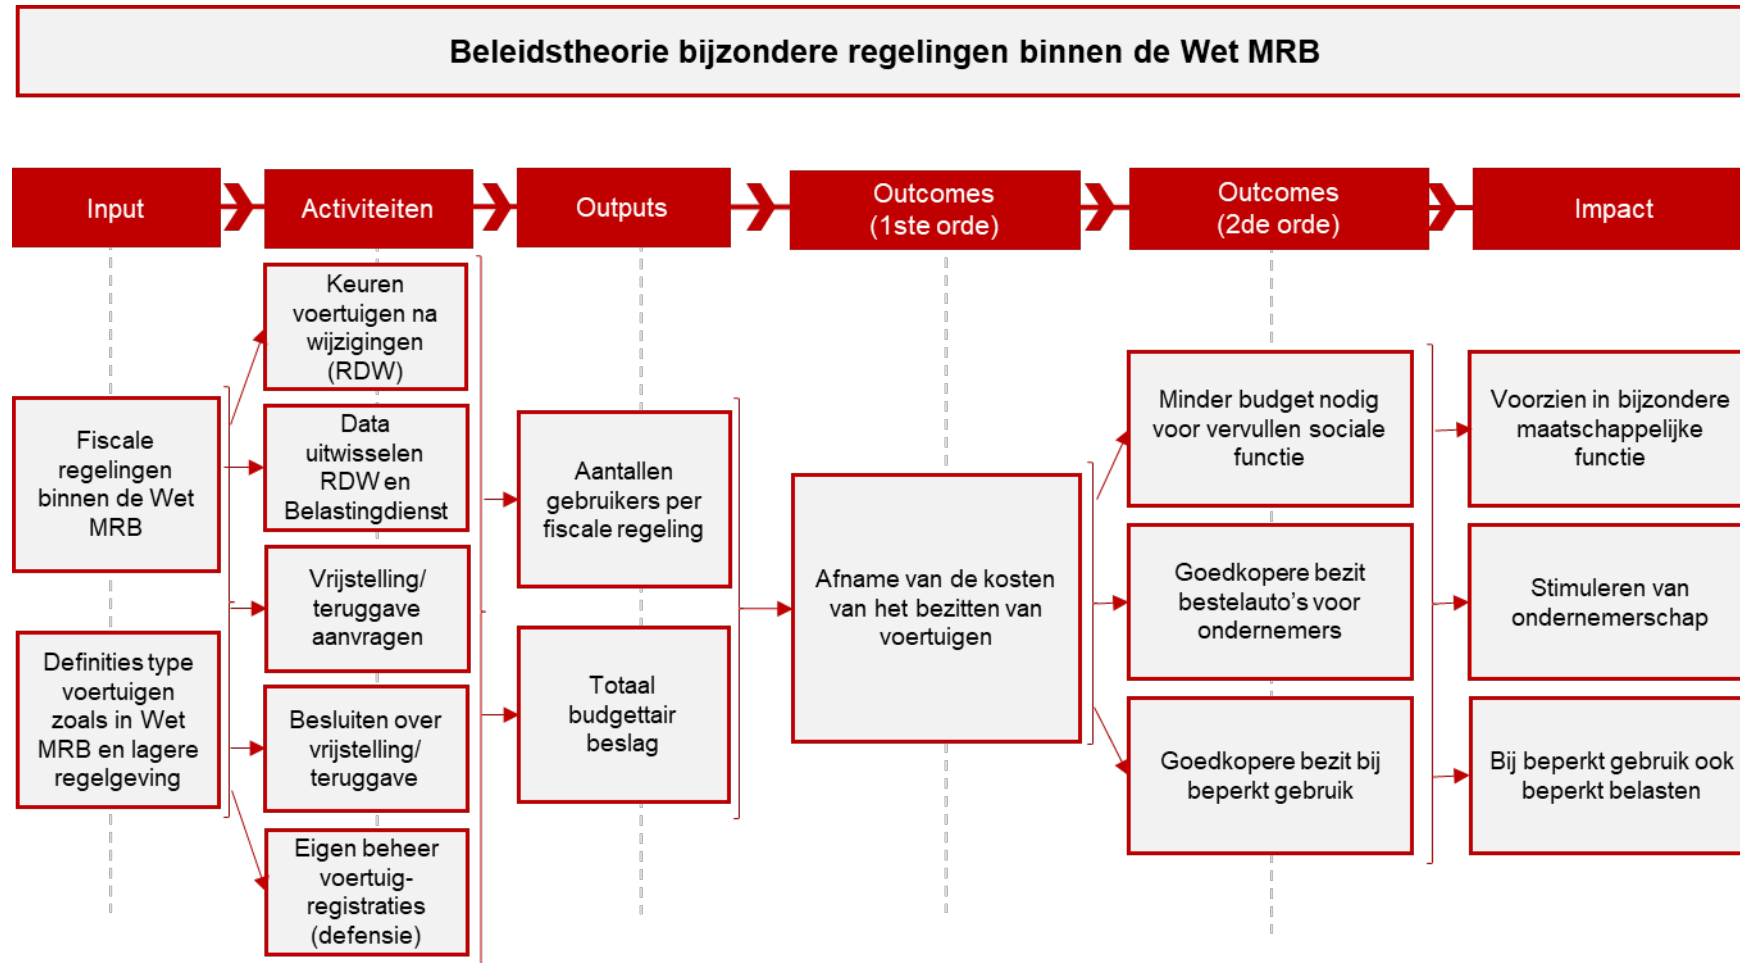 Beleidstheorie bijzondere regelingen binnen de Wet MRB
Input
Activiteiten
Outputs
Outcomes
(1ste orde)
Outcomes
(2de orde)
Impact
Fiscale
regelingen
binnen de Wet
MRB
Definities type
voertuigen
zoals in Wet
MRB en lagere
regelgeving
Keuren
voertuigen na
wijzigingen
(RDW)
Data
uitwisselen
RDW en
Belastingdienst
Vrijstelling/
teruggave
aanvragen
Besluiten over
vrijstelling/
teruggave
Eigen beheer
voertuig-
registraties
(defensie)
Aantallen
gebruikers per
fiscale regeling
Totaal
budgettair
beslag
Afname van de kosten
van het bezitten van
voertuigen
Minder budget nodig
voor vervullen sociale
functie
Goedkopere bezit
bestelauto’s voor
ondernemers
Goedkopere bezit bij
beperkt gebruik
Voorzien in bijzondere
maatschappelijke
functie
Stimuleren van
ondernemerschap
Bij beperkt gebruik ook
beperkt belasten